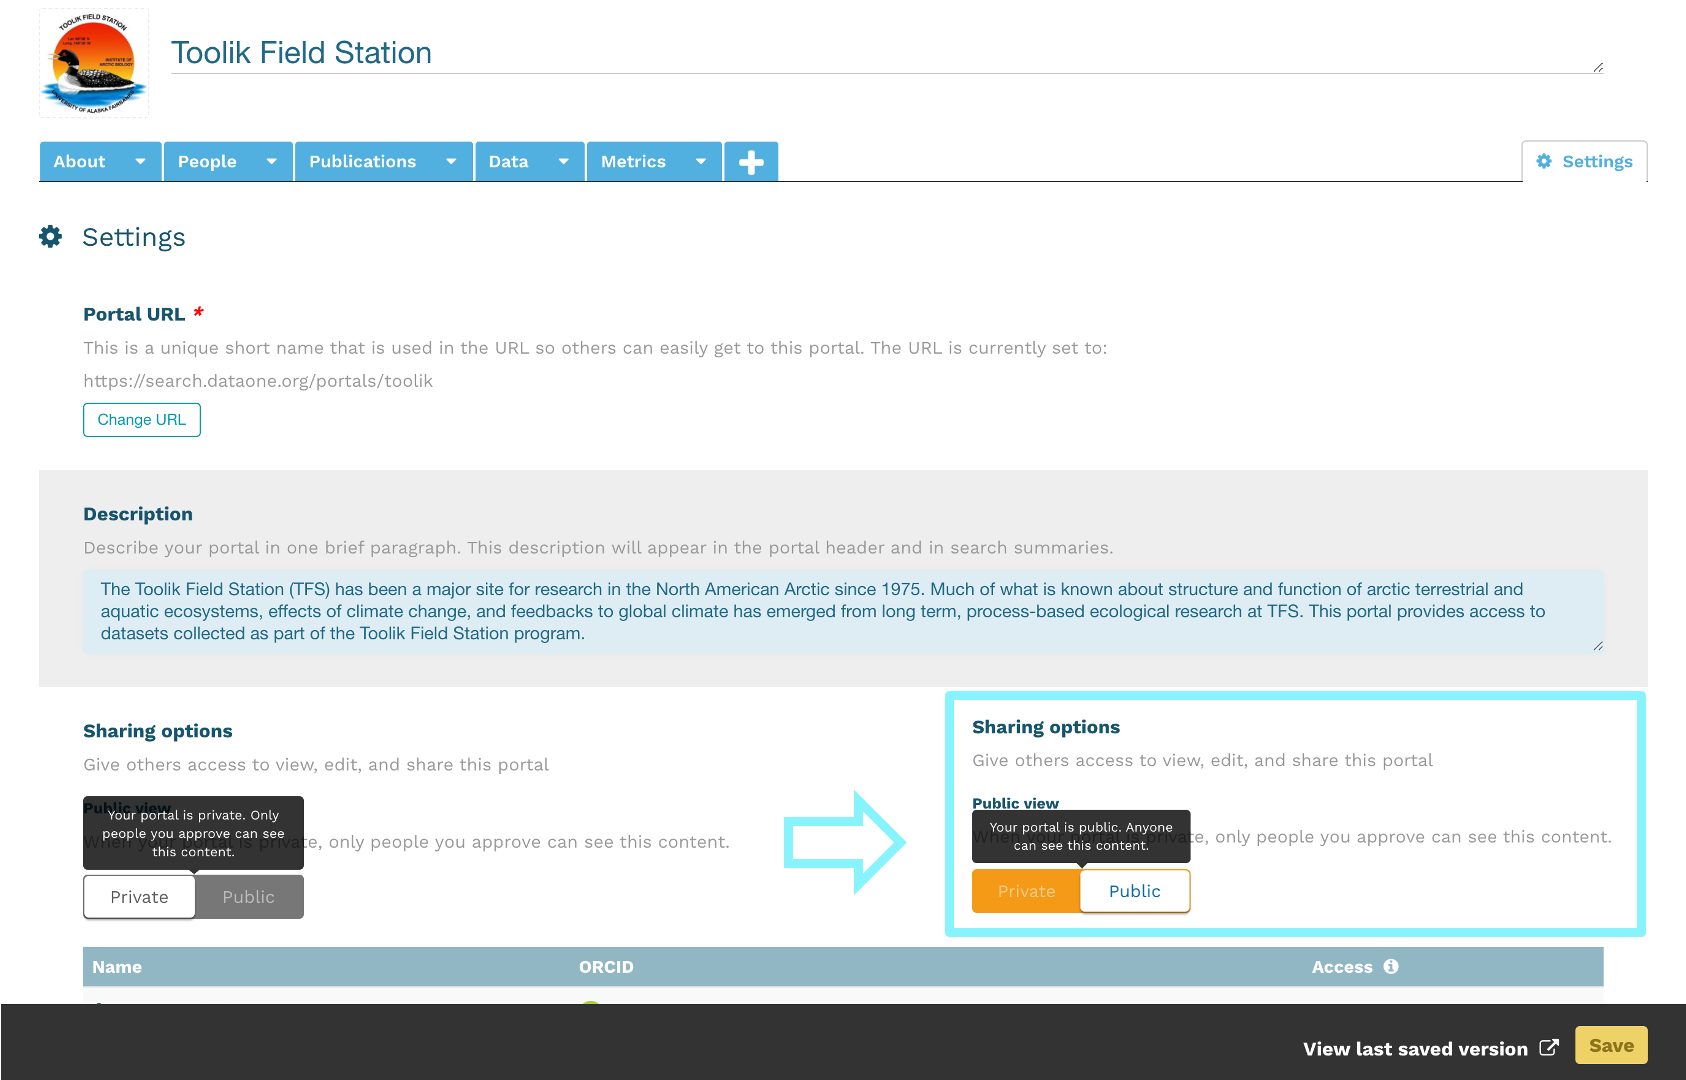 TOOLIK FIELD STATION
INSTITUTE OF
ARCTIC BIOLOGY
UNIVERSITY OF ALASKA FAIRBANKS
Toolik Field Station
About
People
Publications
Data
Metrics
Settings
Settings
Portal URL *
This is a unique short name that is used in the URL so others can easily get to this portal. The URL is currently set to:
https://search.dataone.org/portals/toolik
Change URL
Description
Describe your portal in one brief paragraph. This description will appear in the portal header and in search summaries.
The Toolik Field Station (TFS) has been a major site for research in the North American Arctic since 1975. Much of what is known about structure and function of arctic terrestrial and
aquatic ecosystems, effects of climate change, and feedbacks to global climate has emerged from long term, process-based ecological research at TFS. This portal provides access to
datasets collected as part of the Toolik Field Station program.
Sharing options
Give others access to view, edit, and share this portal
Public view
Your portal is private. Only
people you approve can see
this content.
When your portal is private, only people you approve can see this content.
Private
Public
Sharing options
Give others access to view, edit, and share this portal
Public view
Your portal is public. Anyone
can see this content.
When your portal is private, only people you approve can see this content.
Private
Public
Name
ORCID
Access
View last saved version
Save